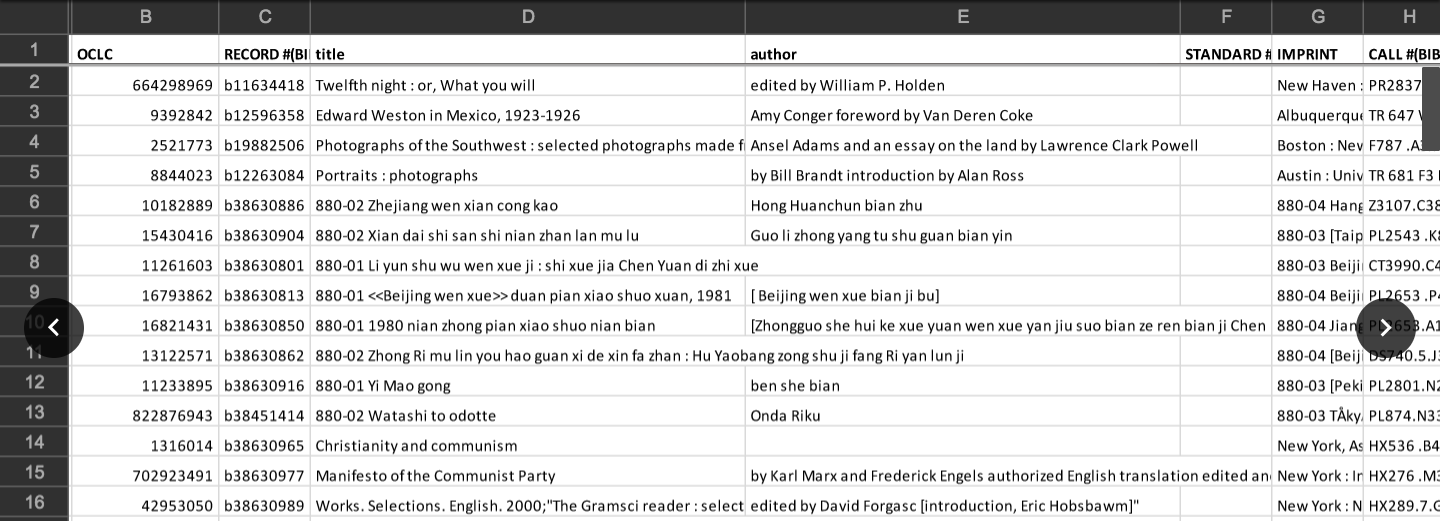 B C D E F G H
1 OCLC RECORD #(BI title author STANDARD # IMPRINT CALL #(BIB
2 664298969 b11634418 Twelfth night : or, What you will edited by William P. Holden New Haven : PR2837
3 9392842 b12596358 Edward Weston in Mexico, 1923-1926 Amy Conger foreword by Van Deren Coke Albuquerque TR 647
4 2521773 b19882506 Photographs of the Southwest : selected photographs made f Ansel Adams and an essay on the land by Lawrence Clark Powell Boston : New F787 .A
5 8844023 b12263084 Portraits : photographs by Bill Brandt introduction by Alan Ross Austin : Univ TR 681 F3
6 10182889 b38630886 880-02 Zhejiang wen xian cong kao Hong Huanchun bian zhu 880-04 Hang Z3107.C38
7 15430416 b38630904 880-02 Xian dai shi san shi nian zhan lan mu lu Guo li zhong yang tu shu guan bian yin 880-03 [Taip PL2543 .K8
8 11261603 b38630801 880-01 Li yun shu wu wen xue ji : shi xue jia Chen Yuan di zhi xue 880-03 Beiji CT3990.C4
9 16793862 b38630813 880-01 <<Beijing wen xue>> duan pian xiao shuo xuan, 1981 [ Beijing wen xue bian ji bu] 880-04 Beiji PL2653 .P4
10 16821431 b38630850 880-01 1980 nian zhong pian xiao shuo nian bian [Zhongguo she hui ke xue yuan wen xue yan jiu suo bian ze ren bian ji Chen 880-04 Jiang PL2653.A1
11 13122571 b38630862 880-02 Zhong Ri mu lin you hao guan xi de xin fa zhan : Hu Yaobang zong shu ji fang Ri yan lun ji 880-04 [Beij DS740.5.J3
12 11233895 b38630916 880-01 Yi Mao gong ben she bian 880-03 [Peki PL2801.N2
13 822876943 b38451414 880-02 Watashi to odotte Onda Riku 880-03 TÅky PL874.N33
14 1316014 b38630965 Christianity and communism New York, As HX536 .B4
15 702923491 b38630977 Manifesto of the Communist Party by Karl Marx and Frederick Engels authorized English translation edited an New York : In HX276 .M3
16 42953050 b38630989 Works. Selections. English. 2000;"The Gramsci reader : select edited by David Forgasc [introduction, Eric Hobsbawm]" New York : N HX289.7.G